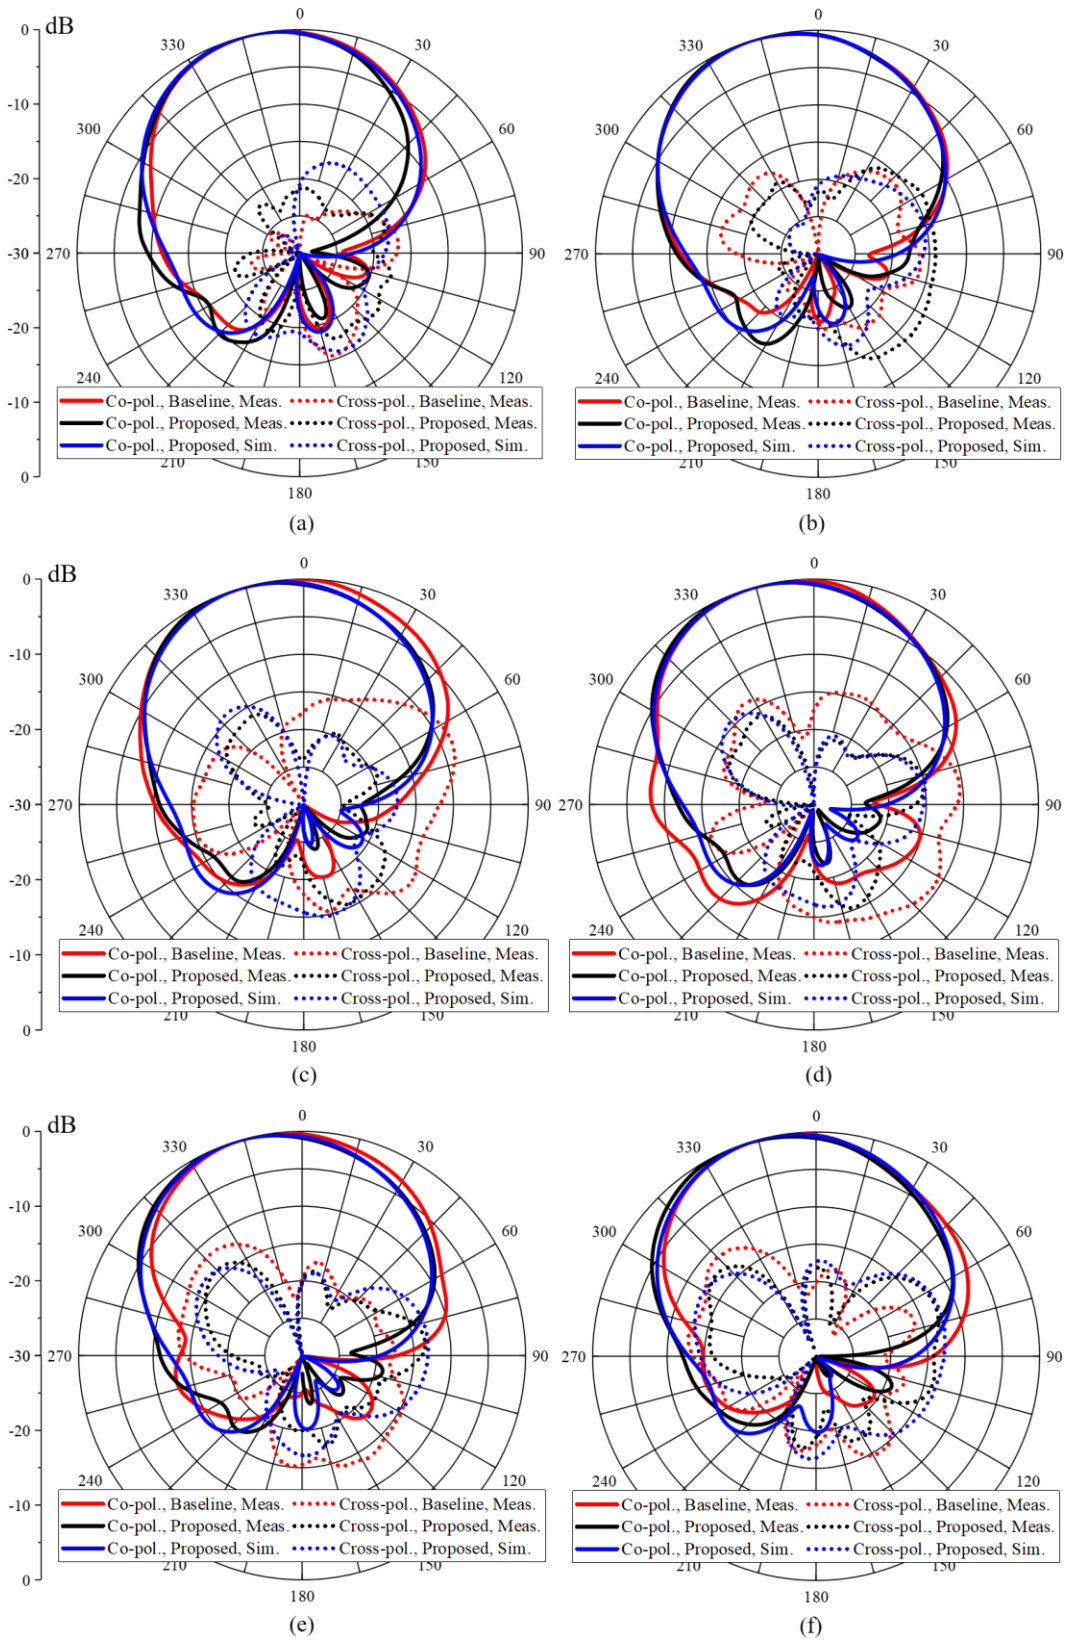 dB
0
-10
-20
-30
-20
-10
0
0
30
60
90
120
150
180
210
240
270
300
330
Co-pol., Baseline, Meas.
Cross-pol., Baseline, Meas.
Co-pol., Proposed, Meas.
Cross-pol., Proposed, Meas.
Co-pol., Proposed, Sim.
Cross-pol., Proposed, Sim.
(a)
0
30
60
90
120
150
180
210
240
270
300
330
Co-pol., Baseline, Meas.
Cross-pol., Baseline, Meas.
Co-pol., Proposed, Meas.
Cross-pol., Proposed, Meas.
Co-pol., Proposed, Sim.
Cross-pol., Proposed, Sim.
(b)
dB
0
-10
-20
-30
-20
-10
0
0
30
60
90
120
150
180
210
240
270
300
330
Co-pol., Baseline, Meas.
Cross-pol., Baseline, Meas.
Co-pol., Proposed, Meas.
Cross-pol., Proposed, Meas.
Co-pol., Proposed, Sim.
Cross-pol., Proposed, Sim.
(c)
0
30
60
90
120
150
180
210
240
270
300
330
Co-pol., Baseline, Meas.
Cross-pol., Baseline, Meas.
Co-pol., Proposed, Meas.
Cross-pol., Proposed, Meas.
Co-pol., Proposed, Sim.
Cross-pol., Proposed, Sim.
(d)
dB
0
-10
-20
-30
-20
-10
0
0
30
60
90
120
150
180
210
240
270
300
330
Co-pol., Baseline, Meas.
Cross-pol., Baseline, Meas.
Co-pol., Proposed, Meas.
Cross-pol., Proposed, Meas.
Co-pol., Proposed, Sim.
Cross-pol., Proposed, Sim.
(e)
0
30
60
90
120
150
180
210
240
270
300
330
Co-pol., Baseline, Meas.
Cross-pol., Baseline, Meas.
Co-pol., Proposed, Meas.
Cross-pol., Proposed, Meas.
Co-pol., Proposed, Sim.
Cross-pol., Proposed, Sim.
(f)